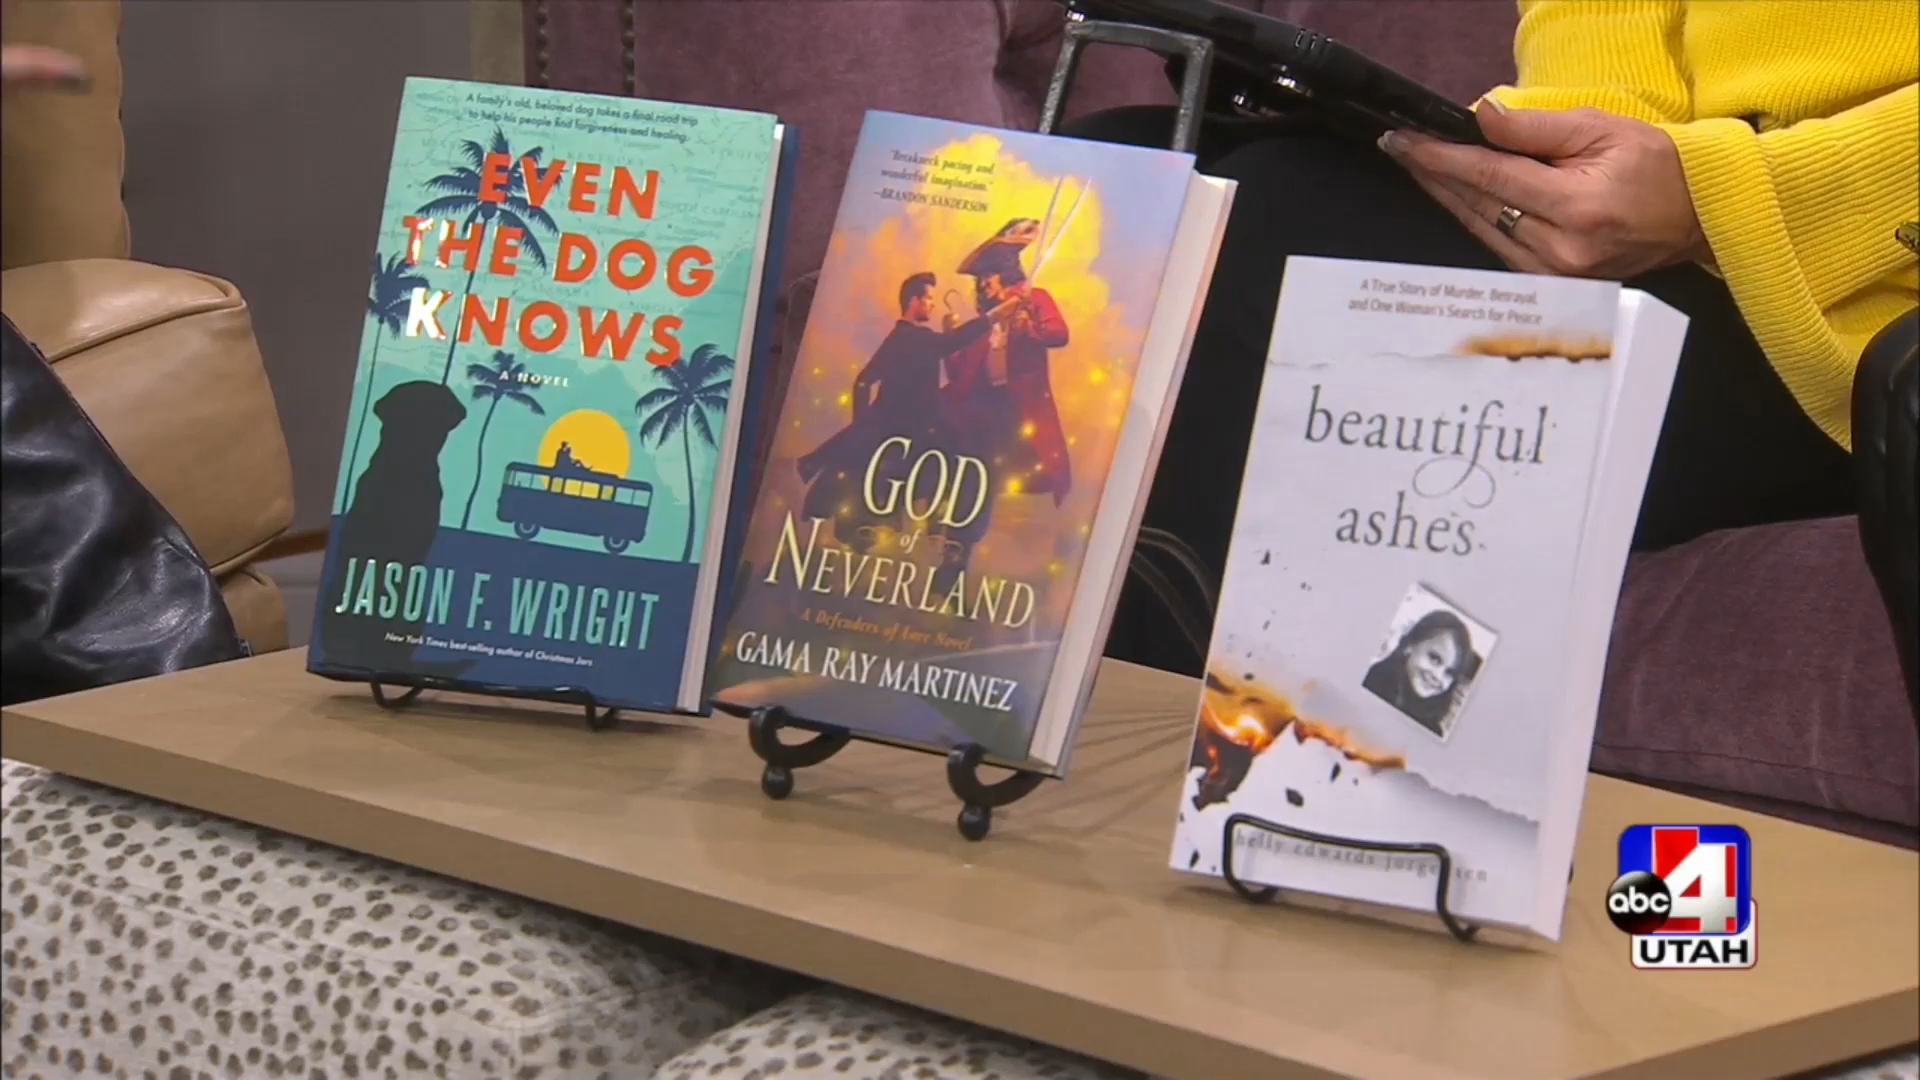 A family's old, beloved dog takes a final road trip
to help his people find forgiveness and healing.
EVEN
THE DOG
KNOWS
A NOVEL
JASON F. WRIGHT
New York Times best-selling author of Christmas Jars
"Breakneck pacing and
wonderful imagination."
—BRANDON SANDERSON
GOD
of
NEVERLAND
A Defenders of Lore Novel
GAMA RAY MARTINEZ
A True Story of Murder, Betrayal,
and One Woman's Search for Peace
beautiful
ashes
edwards
abc 4
UTAH